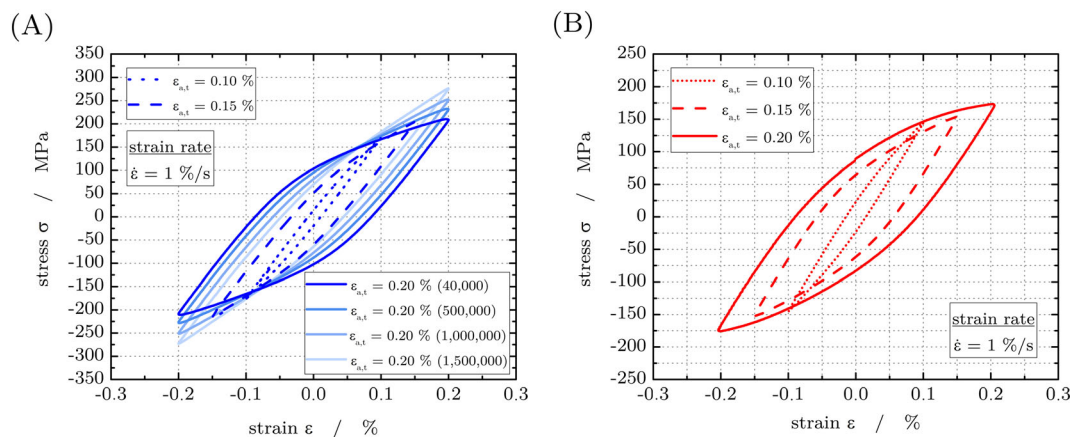 (A)
350
300
250
200
150
100
50
0
-50
-100
-150
-200
-250
-300
-350
stress σ / MPa
εa,t = 0.10 %
εa,t = 0.15 %
strain rate
ε̇ = 1 %/s
εa,t = 0.20 % (40,000)
εa,t = 0.20 % (500,000)
εa,t = 0.20 % (1,000,000)
εa,t = 0.20 % (1,500,000)
-0.3 -0.2 -0.1 0.0 0.1 0.2 0.3
strain ε / %
(B)
250
200
150
100
50
0
-50
-100
-150
-200
-250
stress σ / MPa
εa,t = 0.10 %
εa,t = 0.15 %
εa,t = 0.20 %
strain rate
ε̇ = 1 %/s
-0.3 -0.2 -0.1 0.0 0.1 0.2 0.3
strain ε / %